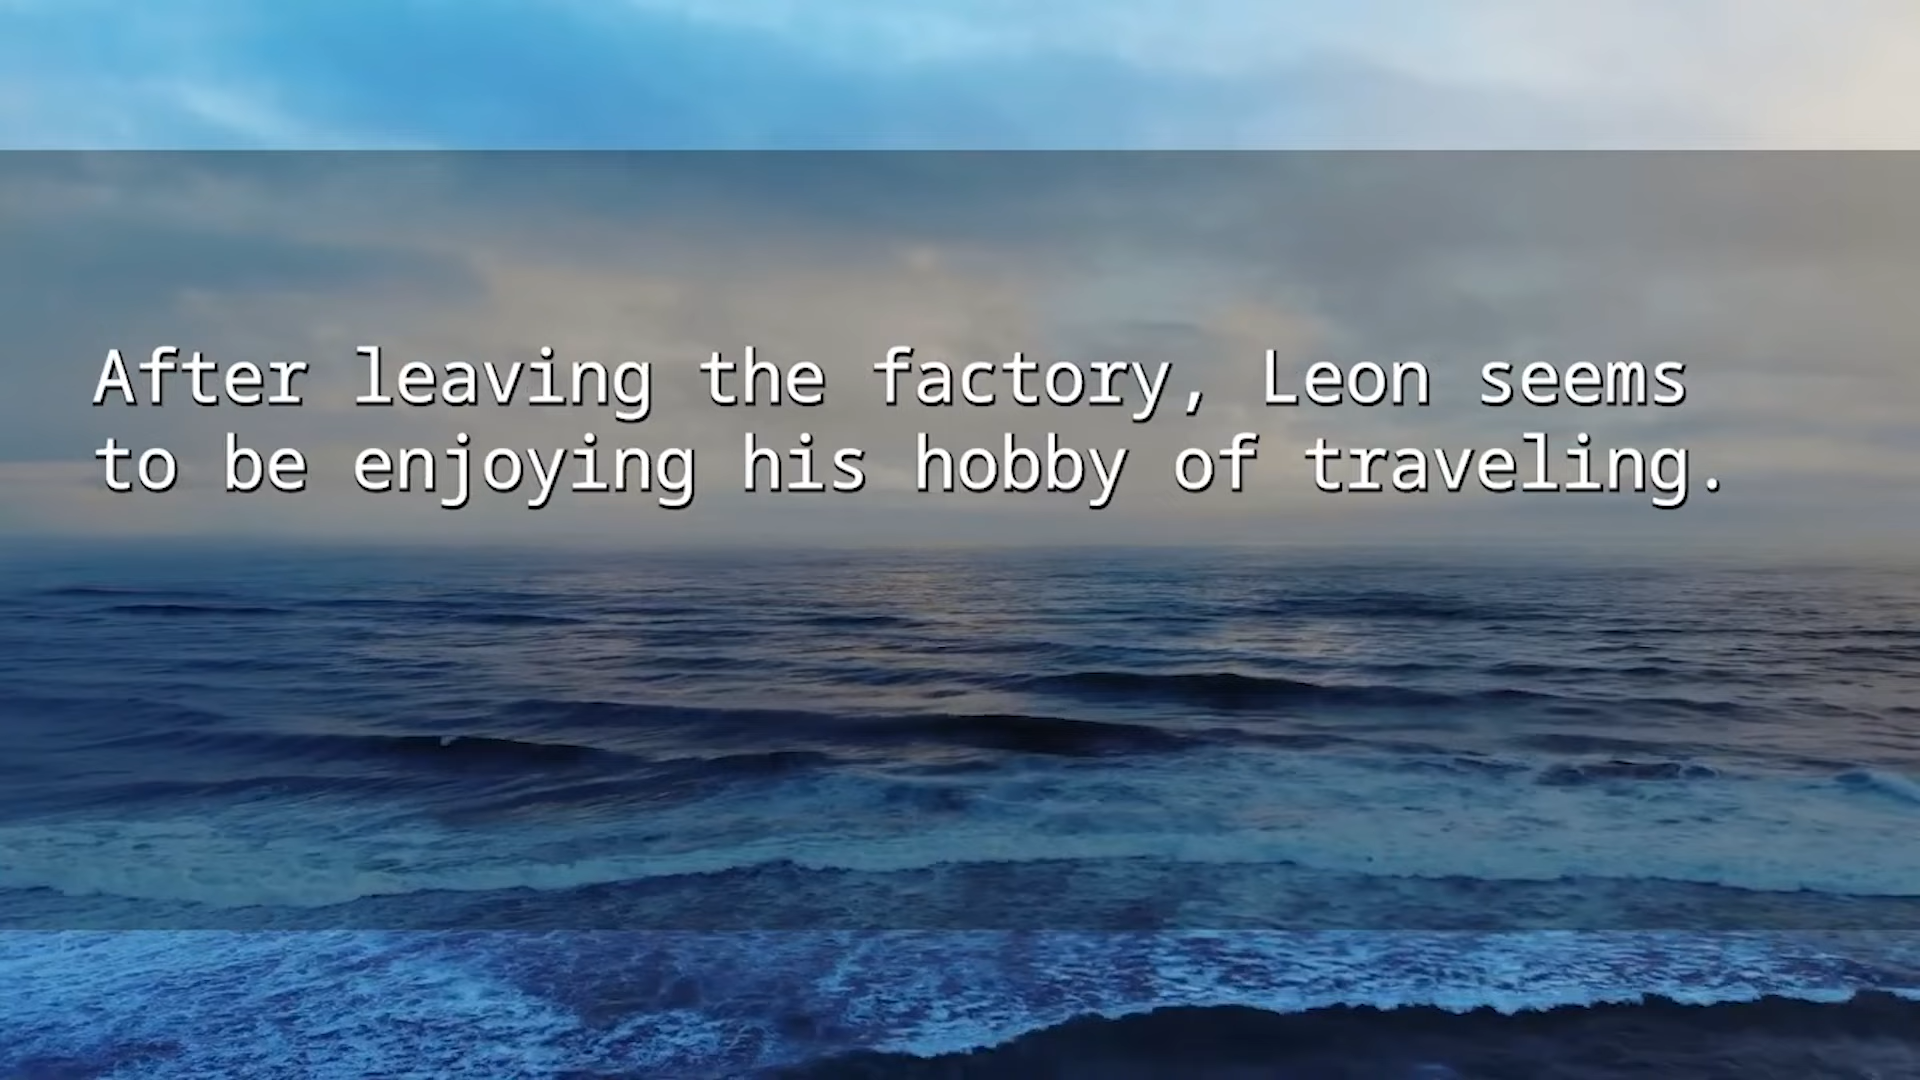 After leaving the factory, Leon seems
to be enjoying his hobby of traveling.